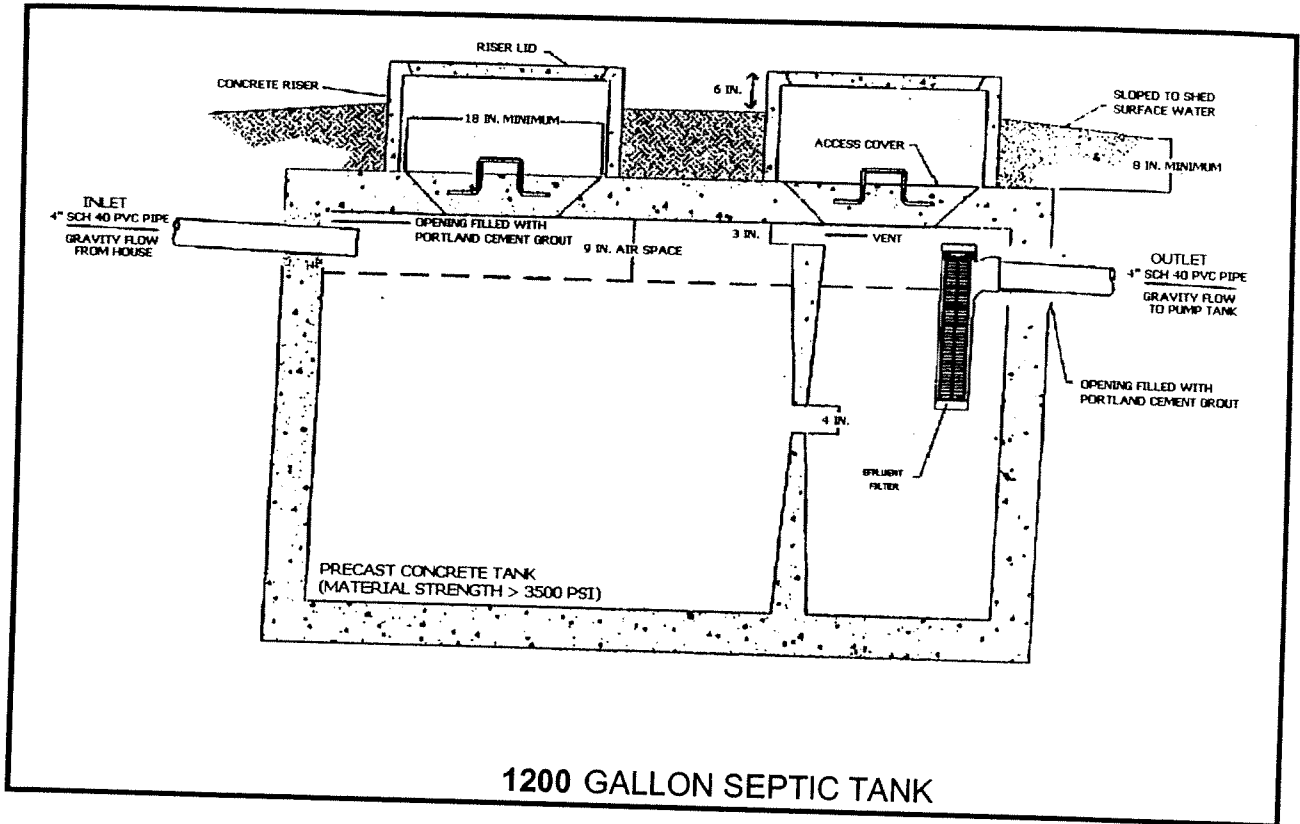 RISER LID
CONCRETE RISER
6 IN.
SLOPED TO SHED
SURFACE WATER
18 IN. MINIMUM
ACCESS COVER
8 IN. MINIMUM
INLET
4" SCH 40 PVC PIPE
GRAVITY FLOW
FROM HOUSE
OPENING FILLED WITH
PORTLAND CEMENT GROUT
9 IN. AIR SPACE
3 IN.
VENT
OUTLET
4" SCH 40 PVC PIPE
GRAVITY FLOW
TO PUMP TANK
OPENING FILLED WITH
PORTLAND CEMENT GROUT
4 IN.
EFFLUENT
FILTER
PRECAST CONCRETE TANK
(MATERIAL STRENGTH > 3500 PSI)
1200 GALLON SEPTIC TANK